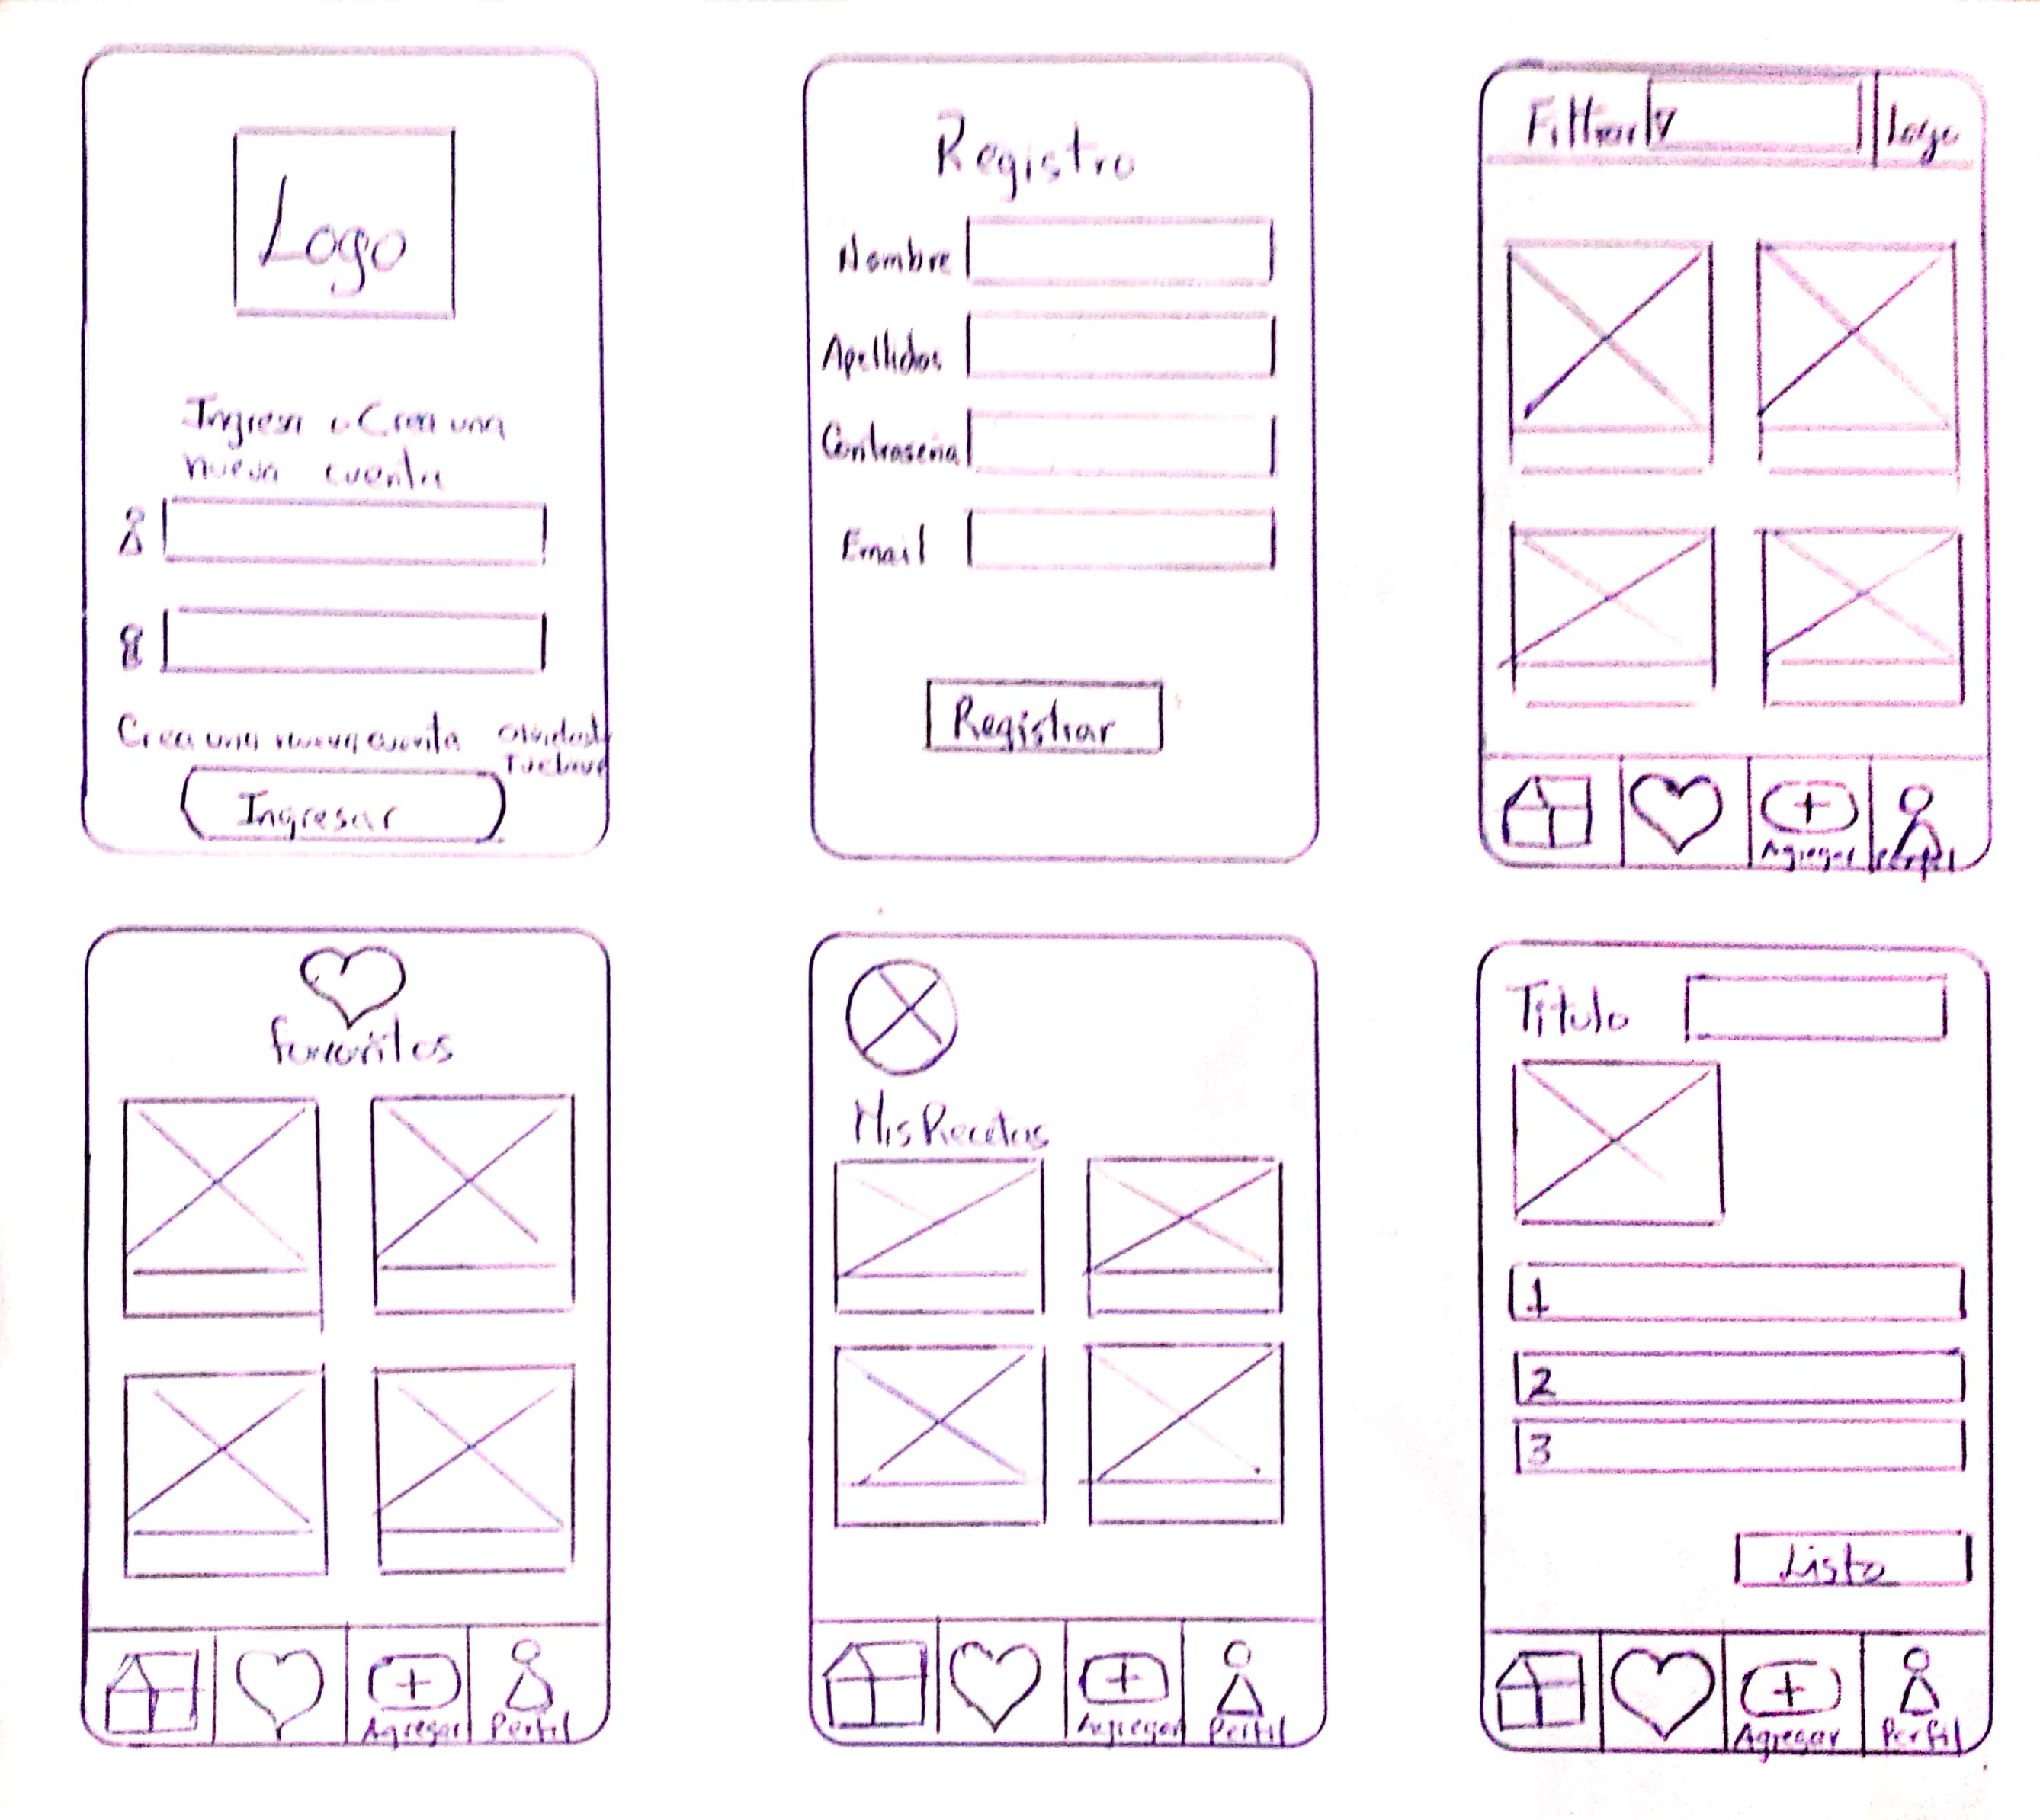 Logo
Ingresa o Crea una
nueva cuenta
Crea una nueva cuenta
Olvidaste
Tu clave
Ingresar
Registro
Nombre
Apellidos
Contraseña
Email
Registrar
Filtrar
Logo
Agregar
Perfil
favoritos
Agregar
Perfil
Mis Recetas
Agregar
Perfil
Titulo
1
2
3
Listo
Agregar
Perfil